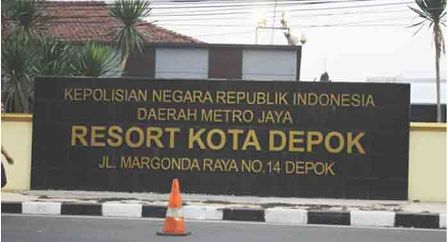 KEPOLISIAN NEGARA REPUBLIK INDONESIA
DAERAH METRO JAYA
RESORT KOTA DEPOK
JL. MARGONDA RAYA NO.14 DEPOK